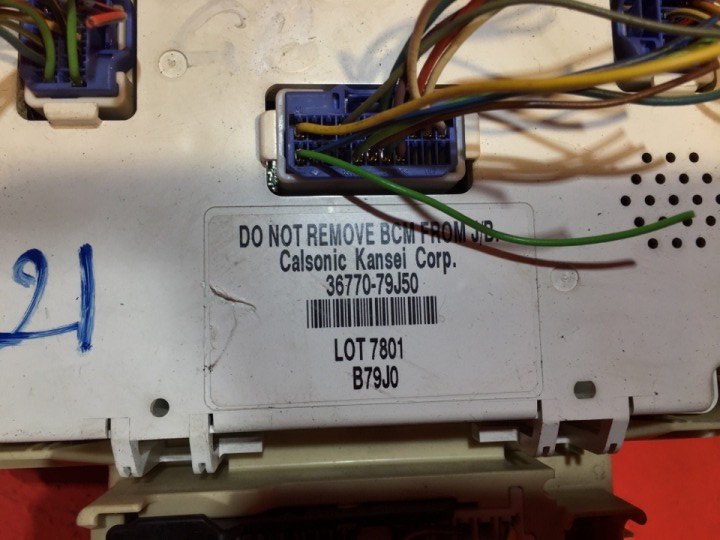 DO NOT REMOVE BCM FROM J/B.
Calsonic Kansei Corp.
36770-79J50
LOT 7801
B79J0
21